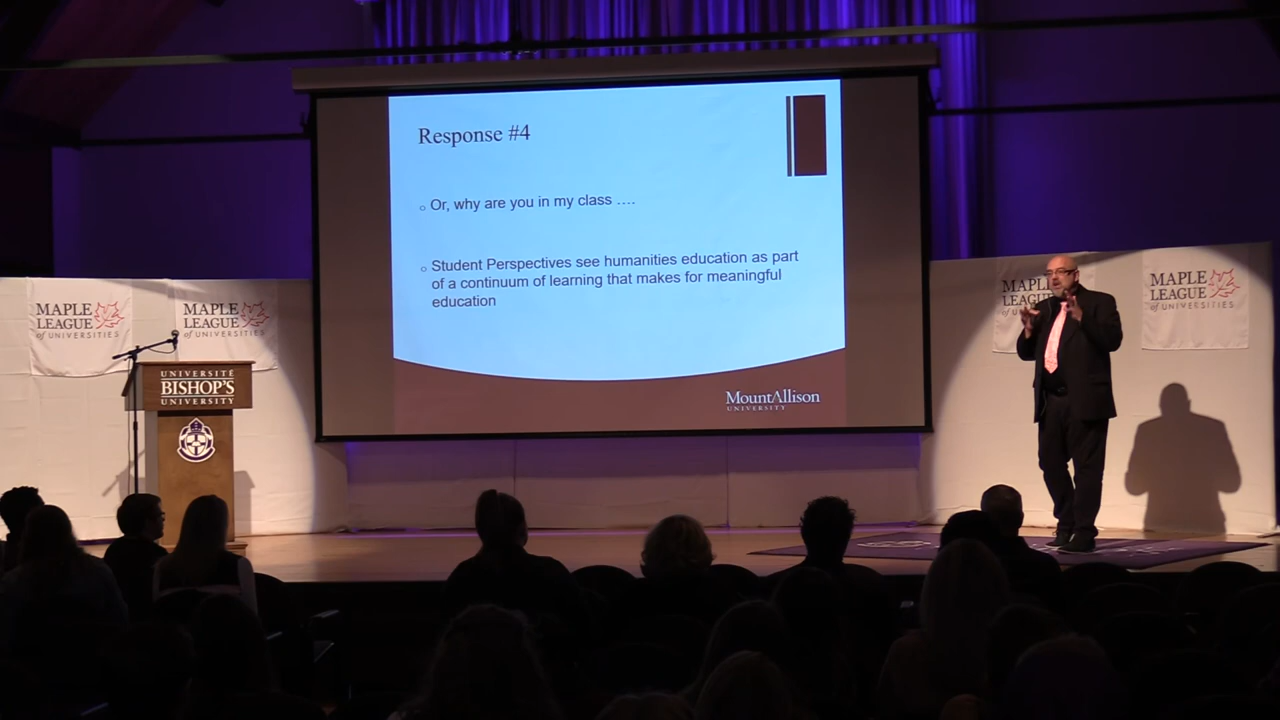 Response #4
Or, why are you in my class ....
Student Perspectives see humanities education as part
of a continuum of learning that makes for meaningful
education
MountAllison
UNIVERSITY
MAPLE
LEAGUE
of UNIVERSITIES
MAPLE
LEAGUE
of UNIVERSITIES
UNIVERSITÉ
BISHOP'S
UNIVERSITY
MAPLE
LEAGUE
MAPLE
LEAGUE
of UNIVERSITIES